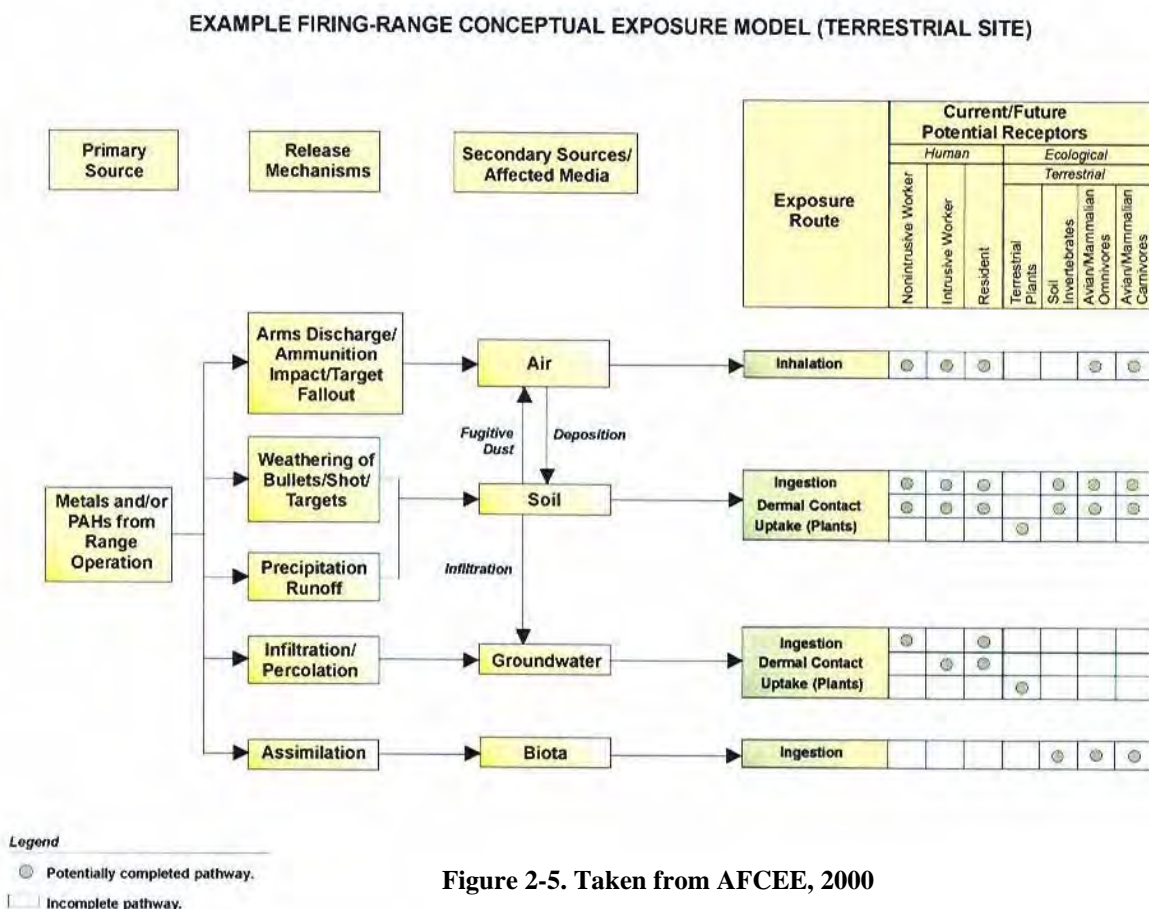 EXAMPLE FIRING-RANGE CONCEPTUAL EXPOSURE MODEL (TERRESTRIAL SITE)
Primary
Source
Release
Mechanisms
Secondary Sources/
Affected Media
Exposure
Route
Current/Future
Potential Receptors
Human
Ecological
Terrestrial
Nonintrusive Worker
Intrusive Worker
Resident
Terrestrial
Plants
Soil
Invertebrates
Avian/Mammalian
Omnivores
Avian/Mammalian
Carnivores
Metals and/or
PAHs from
Range
Operation
Arms Discharge/
Ammunition
Impact/Target
Fallout
Air
Inhalation
Fugitive
Dust
Deposition
Weathering of
Bullets/Shot/
Targets
Soil
Ingestion
Dermal Contact
Uptake (Plants)
Precipitation
Runoff
Infiltration
Infiltration/
Percolation
Groundwater
Ingestion
Dermal Contact
Uptake (Plants)
Assimilation
Biota
Ingestion
Legend
Potentially completed pathway.
Incomplete pathway.
Figure 2-5. Taken from AFCEE, 2000